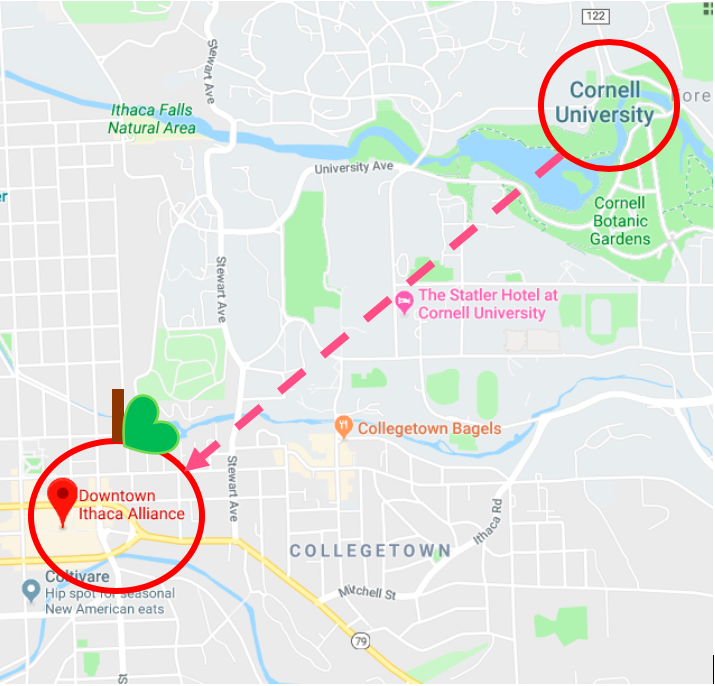 122
Stewart Ave
Cornell
University
ore
Ithaca Falls
Natural Area
University Ave
er
Cornell
Botanic
Gardens
Stewart Ave
The Statler Hotel at
Cornell University
Collegetown Bagels
Stewart Ave
Downtown
Ithaca Alliance
Ithaca Rd
COLLEGETOWN
Coltivare
Hip spot for seasonal
New American eats
Mitchell St
79